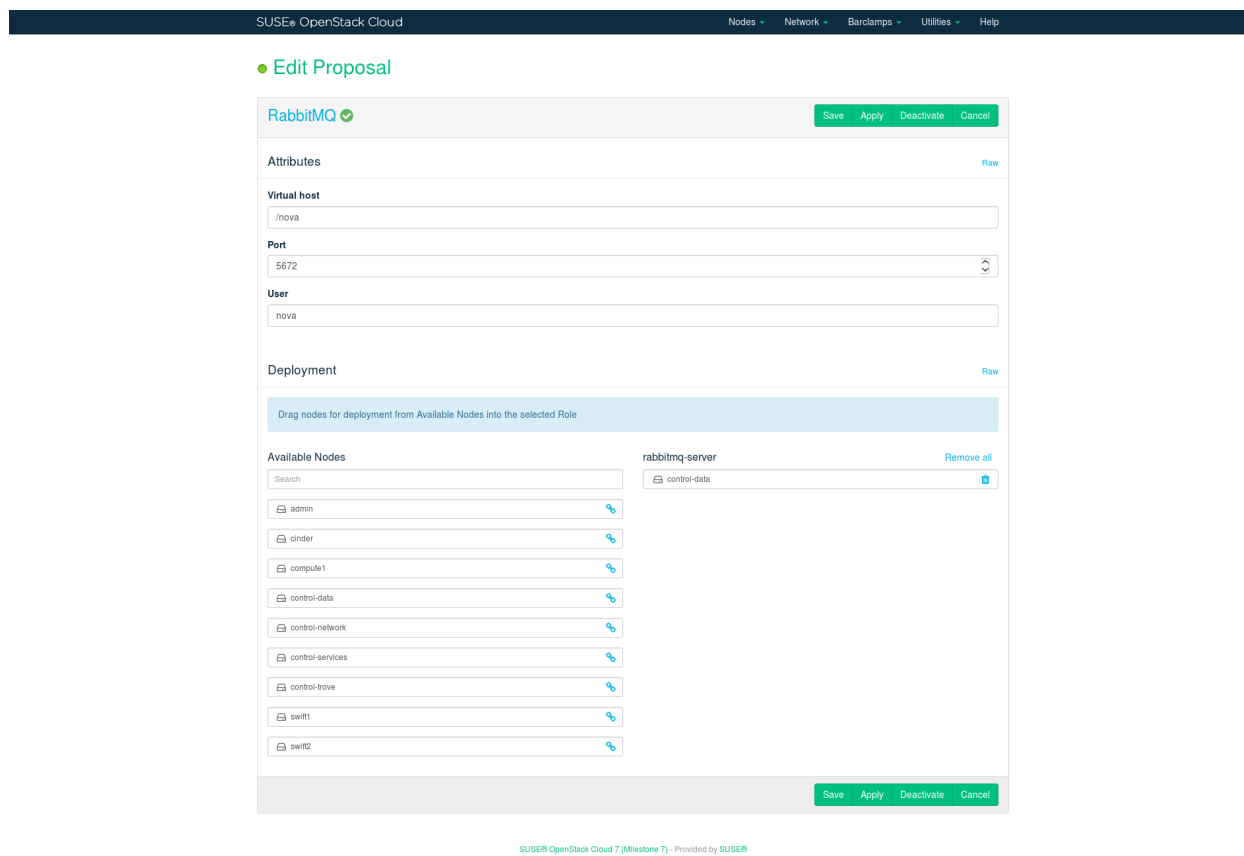 SUSE® OpenStack Cloud Nodes Network Barclamps Utilities Help
Edit Proposal
RabbitMQ Save Apply Deactivate Cancel
Attributes Raw
Virtual host
/nova
Port
5672
User
nova
Deployment Raw
Drag nodes for deployment from Available Nodes into the selected Role
Available Nodes rabbitmq-server Remove all
Search control-data
admin
cinder
compute1
control-data
control-network
control-services
control-trove
swift1
swift2
Save Apply Deactivate Cancel
SUSE® OpenStack Cloud 7 (Milestone 7) - Provided by SUSE®